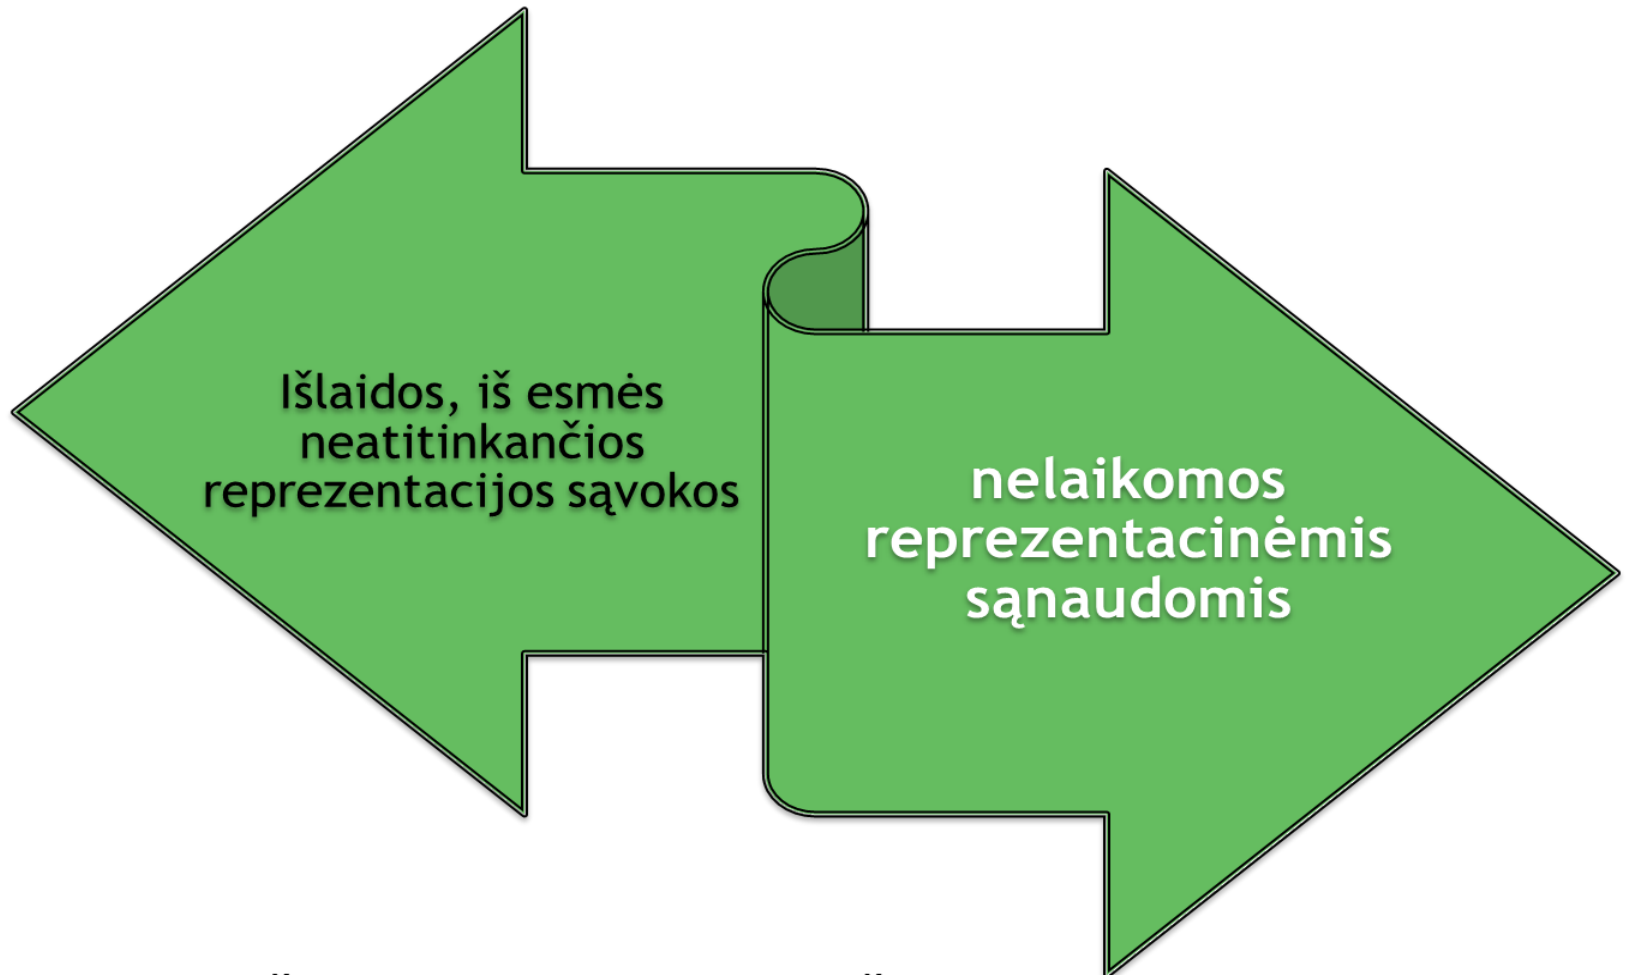 Išlaidos, iš esmės
neatitinkančios
reprezentacijos sąvokos
nelaikomos
reprezentacinėmis
sąnaudomis